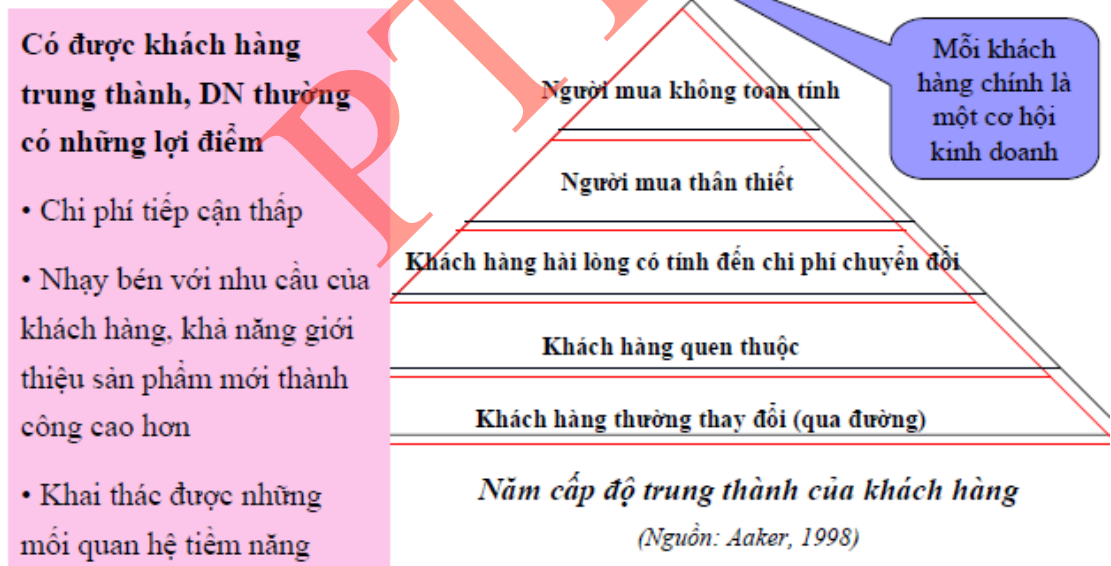 Có được khách hàng
trung thành, DN thường
có những lợi điểm
• Chi phí tiếp cận thấp
• Nhạy bén với nhu cầu của
khách hàng, khả năng giới
thiệu sản phẩm mới thành
công cao hơn
• Khai thác được những
mối quan hệ tiềm năng
Người mua không toan tính
Người mua thân thiết
Khách hàng hài lòng có tính đến chi phí chuyển đổi
Khách hàng quen thuộc
Khách hàng thường thay đổi (qua đường)
Mỗi khách
hàng chính là
một cơ hội
kinh doanh
Năm cấp độ trung thành của khách hàng
(Nguồn: Aaker, 1998)